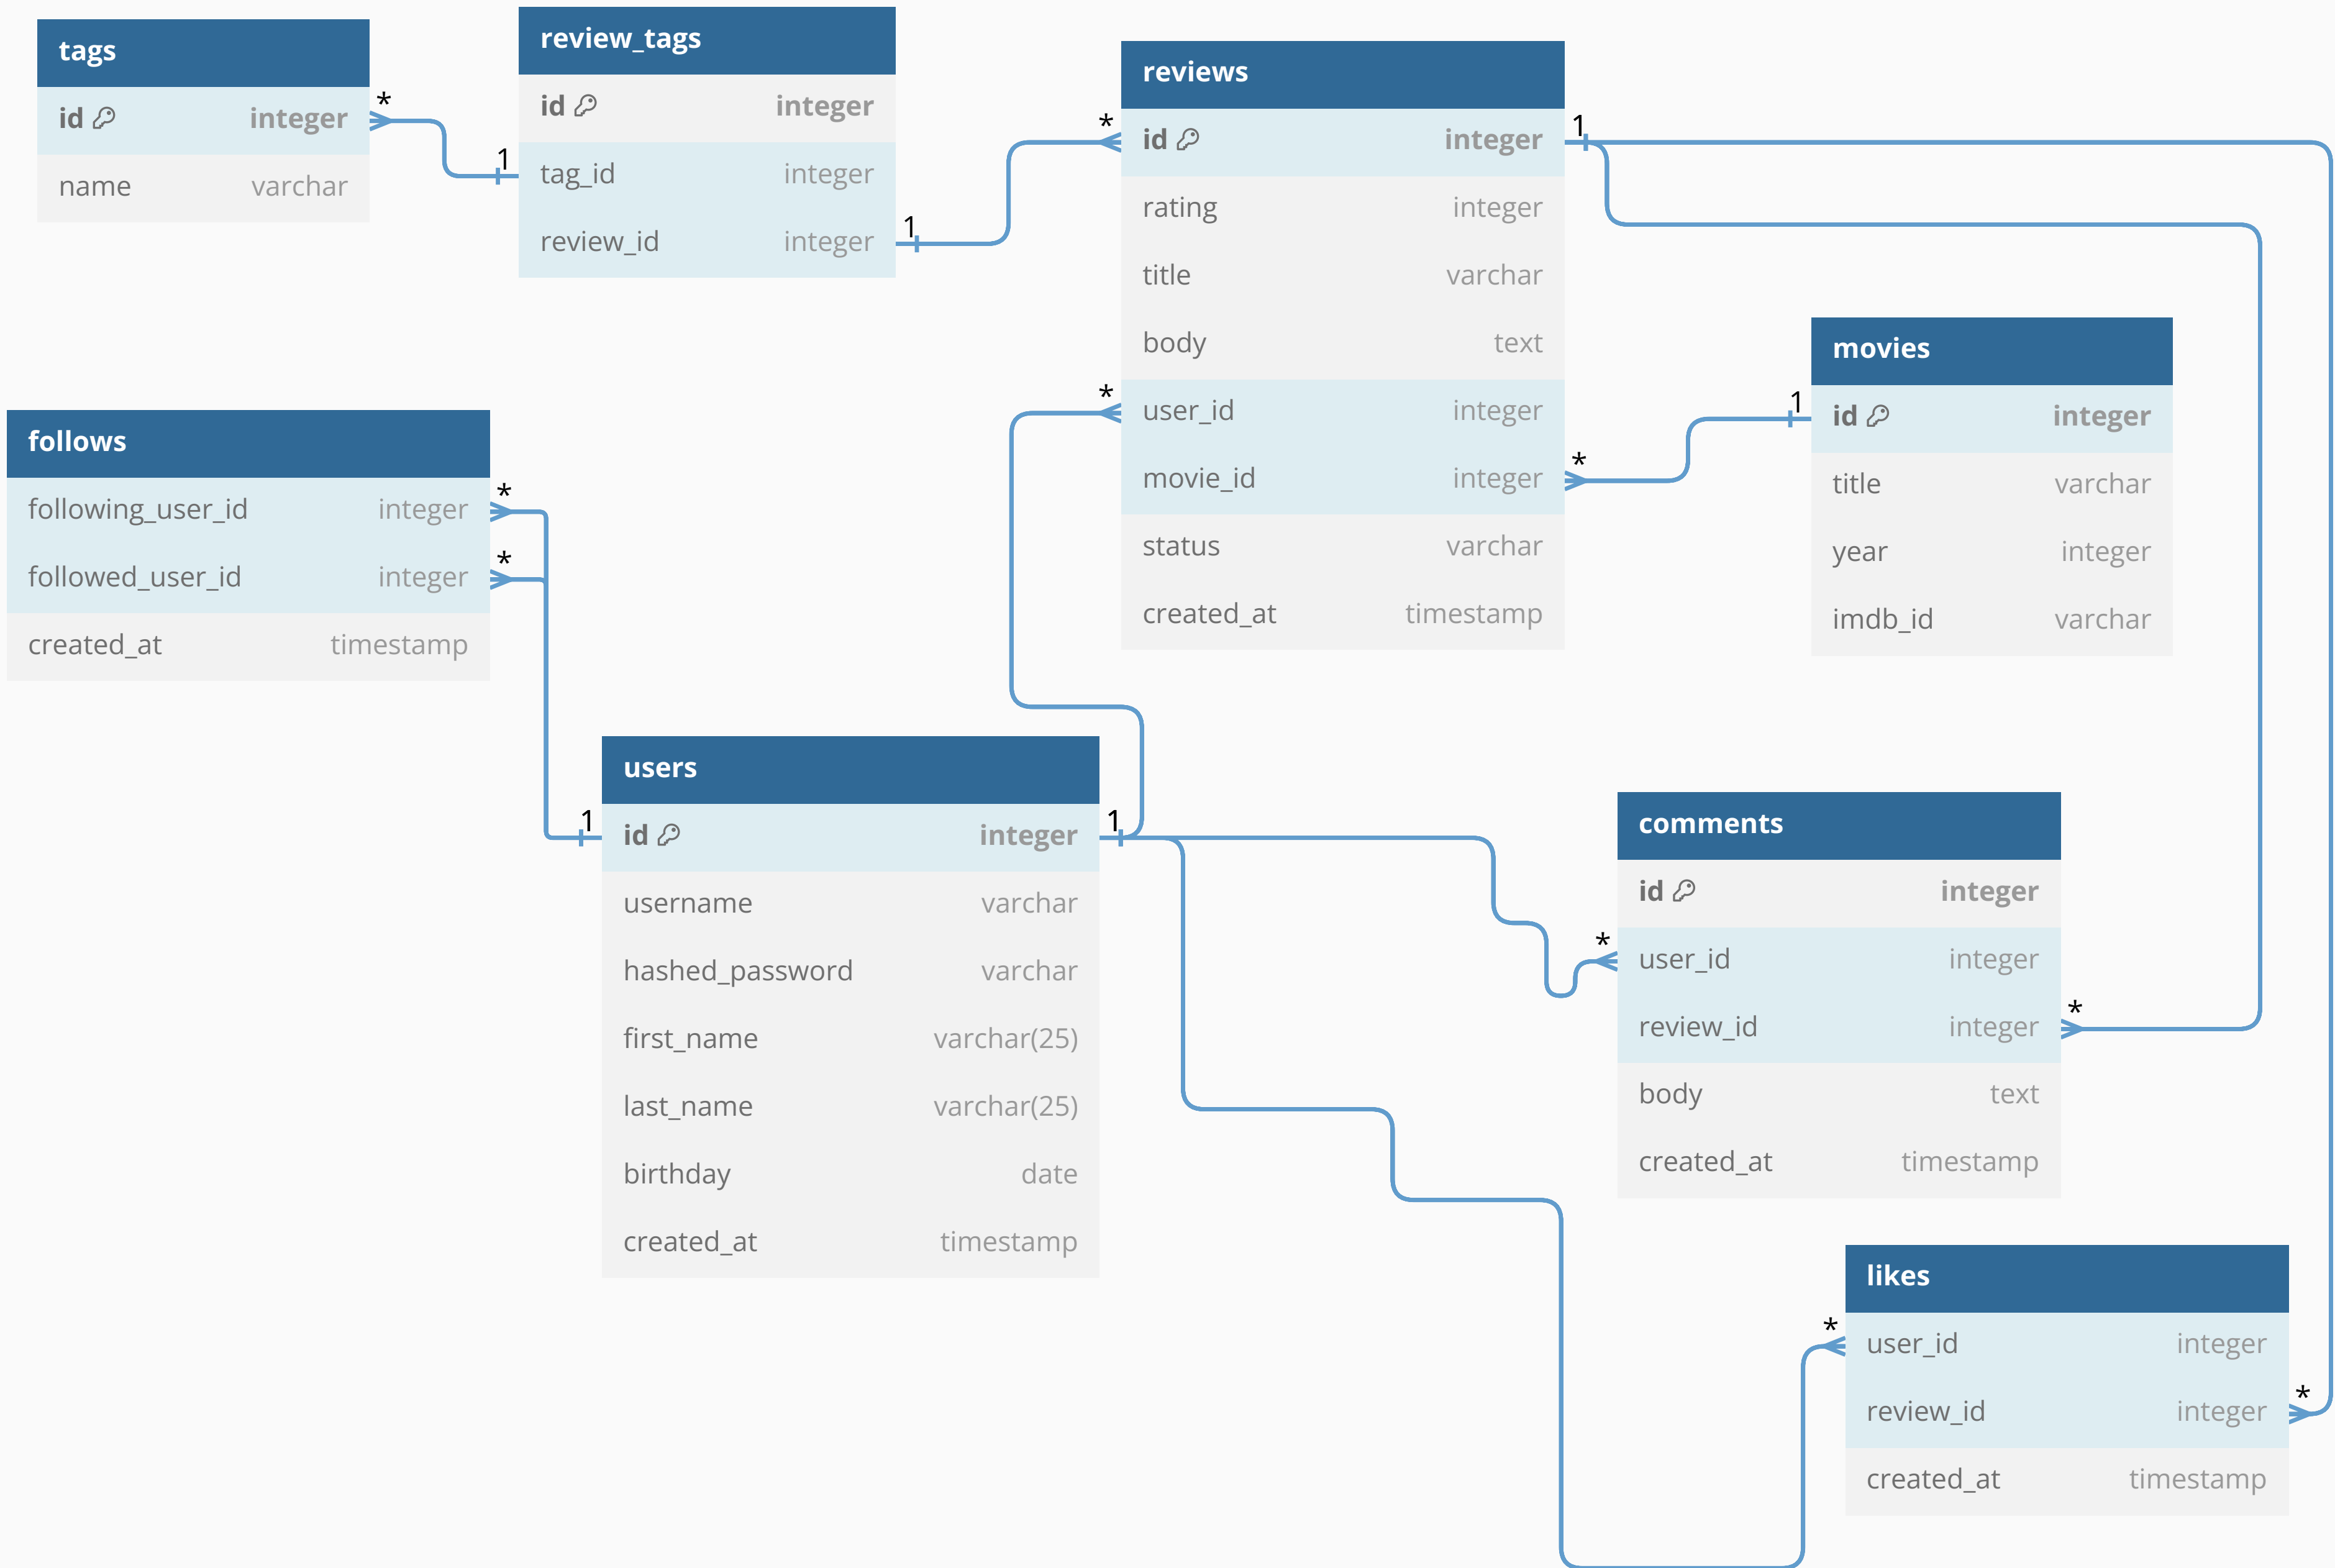 tags
id integer
name varchar
review_tags
id integer
tag_id integer
review_id integer
reviews
id integer
rating integer
title varchar
body text
user_id integer
movie_id integer
status varchar
created_at timestamp
movies
id integer
title varchar
year integer
imdb_id varchar
follows
following_user_id integer
followed_user_id integer
created_at timestamp
users
id integer
username varchar
hashed_password varchar
first_name varchar(25)
last_name varchar(25)
birthday date
created_at timestamp
comments
id integer
user_id integer
review_id integer
body text
created_at timestamp
likes
user_id integer
review_id integer
created_at timestamp
*
1
1
*
1
*
1
*
*
*
1
1
*
*
*
*